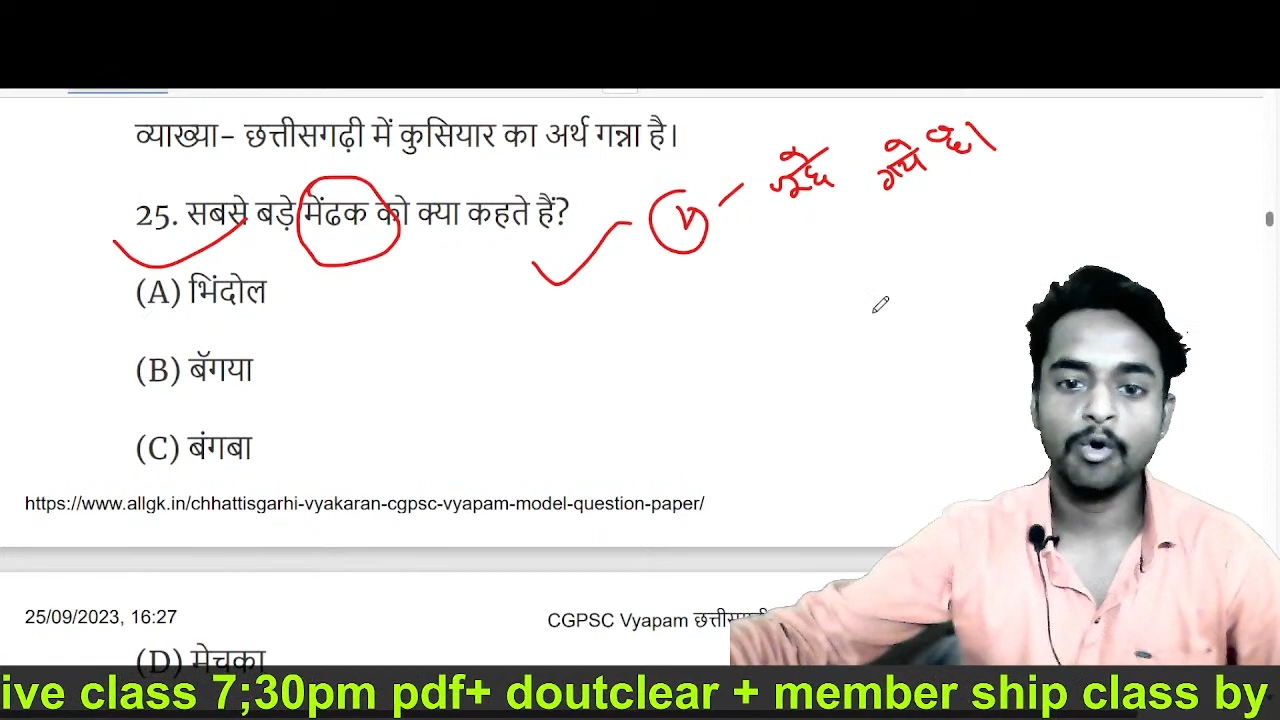 व्याख्या- छत्तीसगढ़ी में कुसियार का अर्थ गन्ना है।
25. सबसे बड़े मेंढक को क्या कहते हैं?
(A) भिंदोल
(B) बॅगया
(C) बंगबा
https://www.allgk.in/chhattisgarhi-vyakaran-cgpsc-vyapam-model-question-paper/
25/09/2023, 16:27
CGPSC Vyapam
(D) मेचका
ive class 7;30pm pdf+ doutclear + member ship class by